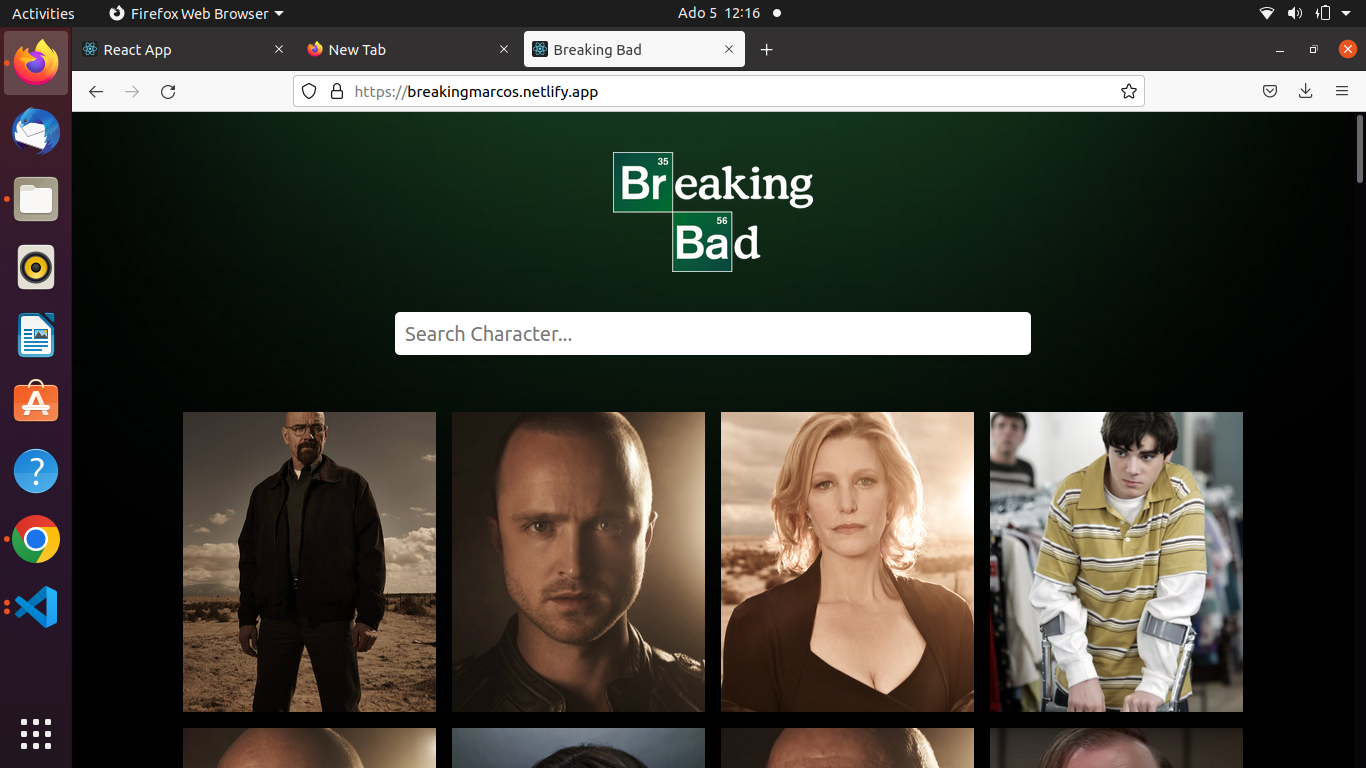 Activities
Firefox Web Browser
Ado 5 12:16
React App
New Tab
Breaking Bad
https://breakingmarcos.netlify.app
35
Breaking
56
Bad
Search Character...